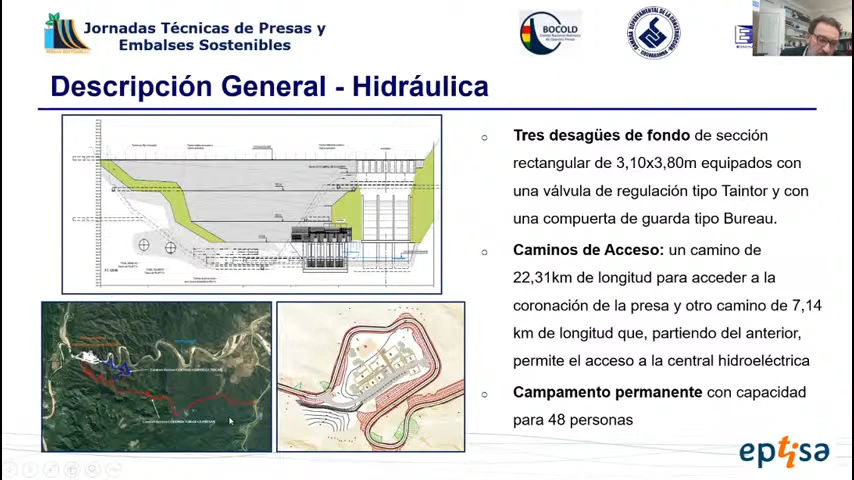 Jornadas Técnicas de Presas y
Embalses Sostenibles
BOCOLD
Descripción General - Hidráulica
Tres desagües de fondo de sección
rectangular de 3,10x3,80m equipados con
una válvula de regulación tipo Taintor y con
una compuerta de guarda tipo Bureau.
Caminos de Acceso: un camino de
22,31km de longitud para acceder a la
coronación de la presa y otro camino de 7,14
km de longitud que, partiendo del anterior,
permite el acceso a la central hidroeléctrica
Campamento permanente con capacidad
para 48 personas
eptisa